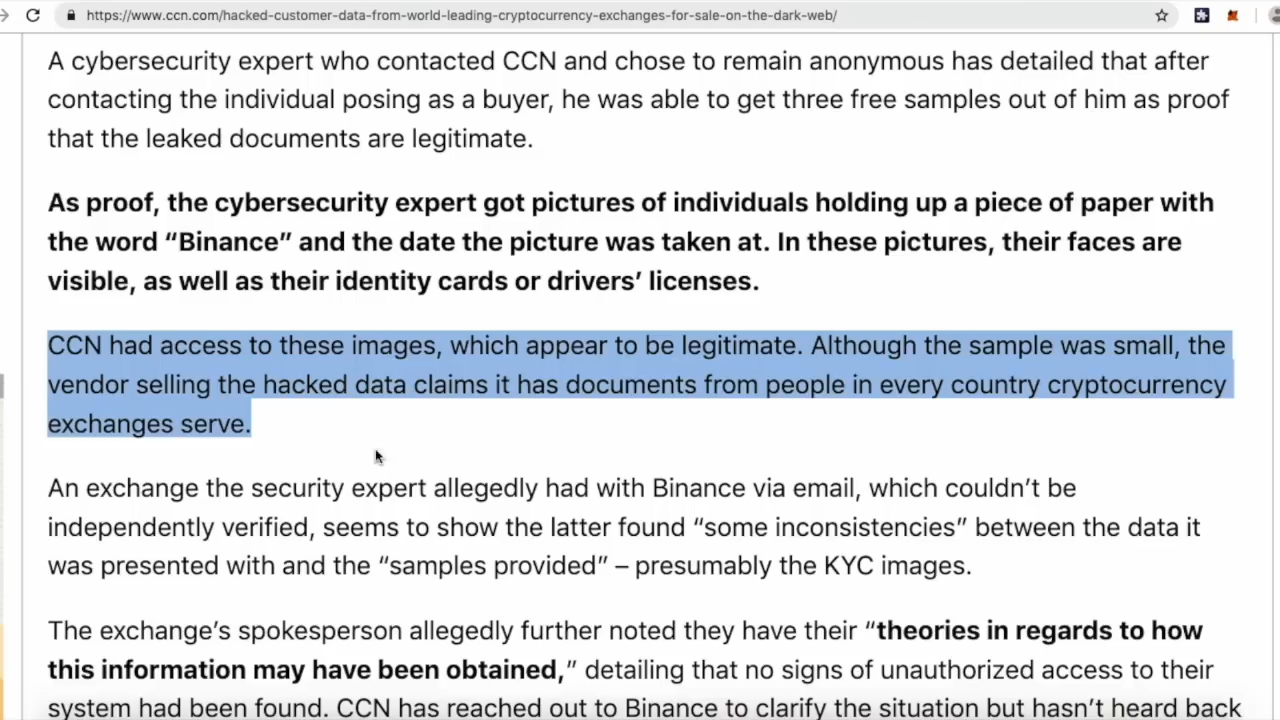 https://www.ccn.com/hacked-customer-data-from-world-leading-cryptocurrency-exchanges-for-sale-on-the-dark-web/
A cybersecurity expert who contacted CCN and chose to remain anonymous has detailed that after
contacting the individual posing as a buyer, he was able to get three free samples out of him as proof
that the leaked documents are legitimate.
As proof, the cybersecurity expert got pictures of individuals holding up a piece of paper with
the word “Binance” and the date the picture was taken at. In these pictures, their faces are
visible, as well as their identity cards or drivers’ licenses.
CCN had access to these images, which appear to be legitimate. Although the sample was small, the
vendor selling the hacked data claims it has documents from people in every country cryptocurrency
exchanges serve.
An exchange the security expert allegedly had with Binance via email, which couldn’t be
independently verified, seems to show the latter found “some inconsistencies” between the data it
was presented with and the “samples provided” – presumably the KYC images.
The exchange’s spokesperson allegedly further noted they have their “theories in regards to how
this information may have been obtained,” detailing that no signs of unauthorized access to their
system had been found. CCN has reached out to Binance to clarify the situation but hasn’t heard back